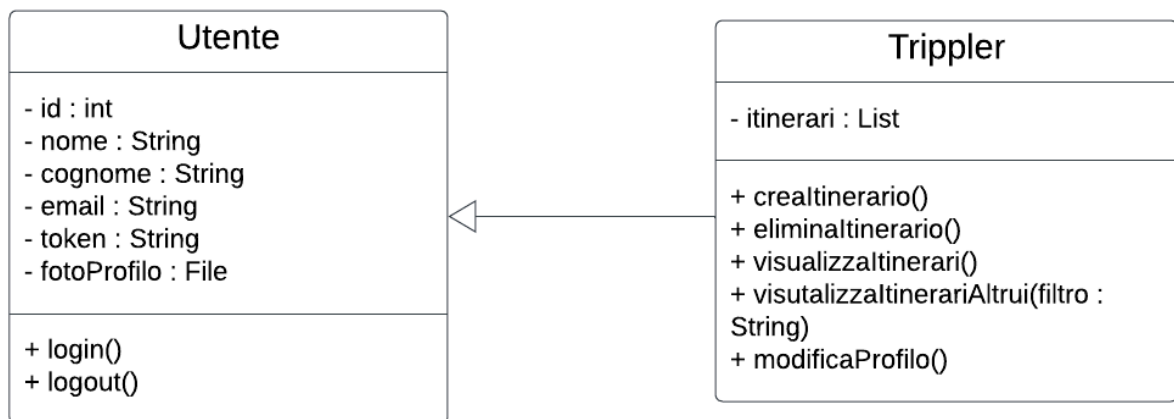 Utente
- id : int
- nome : String
- cognome : String
- email : String
- token : String
- fotoProfilo : File
+ login()
+ logout()
Trippler
- itinerari : List
+ creaItinerario()
+ eliminaItinerario()
+ visualizzaItinerari()
+ visutalizzaItinerariAltrui(filtro :
String)
+ modificaProfilo()